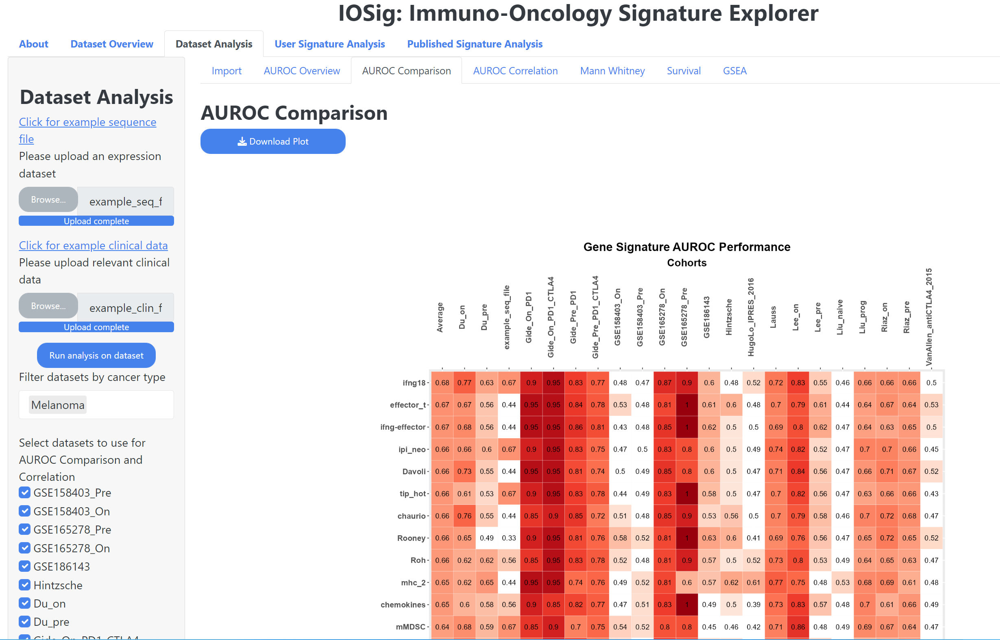 IOSig: Immuno-Oncology Signature Explorer
About Dataset Overview Dataset Analysis User Signature Analysis Published Signature Analysis
Import AUROC Overview AUROC Comparison AUROC Correlation Mann Whitney Survival GSEA
Dataset Analysis
Click for example sequence
file
Please upload an expression
dataset
Browse... example_seq_f
Upload complete
Click for example clinical data
Please upload relevant clinical
data
Browse... example_clin_f
Upload complete
Run analysis on dataset
Filter datasets by cancer type
Melanoma
Select datasets to use for
AUROC Comparison and
Correlation
GSE158403_Pre
GSE158403_On
GSE165278_Pre
GSE165278_On
GSE186143
Hintzsche
Du_on
Du_pre
Gide_On_PD1_CTLA4
AUROC Comparison
Download Plot
Gene Signature AUROC Performance
Cohorts
Average
Du_on
Du_pre
example_seq_file
Gide_On_PD1
Gide_On_PD1_CTLA4
Gide_Pre_PD1
Gide_Pre_PD1_CTLA4
GSE158403_On
GSE158403_Pre
GSE165278_On
GSE165278_Pre
GSE186143
Hintzsche
HugoLo_IPRES_2016
Lauss
Lee_on
Lee_pre
Liu_naive
Liu_prog
Riaz_on
Riaz_pre
VanAllen_antiCTLA4_2015
ifng18 0.68 0.77 0.63 0.67 0.9 0.95 0.83 0.77 0.48 0.47 0.87 0.9 0.6 0.48 0.52 0.72 0.83 0.55 0.46 0.66 0.66 0.66 0.5
effector_t 0.67 0.67 0.56 0.44 0.95 0.95 0.84 0.78 0.53 0.48 0.81 1 0.61 0.6 0.48 0.7 0.79 0.61 0.44 0.64 0.67 0.64 0.53
ifng-effector 0.67 0.68 0.56 0.44 0.95 0.95 0.86 0.81 0.43 0.48 0.85 1 0.62 0.5 0.5 0.69 0.8 0.62 0.47 0.64 0.63 0.65 0.5
ipi_neo 0.66 0.66 0.6 0.67 0.9 0.95 0.83 0.75 0.47 0.5 0.83 0.8 0.6 0.5 0.49 0.74 0.82 0.52 0.47 0.7 0.7 0.66 0.45
Davoli 0.66 0.73 0.55 0.44 0.95 0.95 0.81 0.74 0.5 0.49 0.85 0.8 0.6 0.5 0.47 0.71 0.84 0.56 0.47 0.66 0.71 0.67 0.52
tip_hot 0.66 0.61 0.53 0.67 0.9 0.95 0.83 0.78 0.44 0.49 0.83 1 0.58 0.5 0.47 0.7 0.82 0.56 0.47 0.63 0.66 0.66 0.43
chaurio 0.66 0.76 0.55 0.44 0.85 0.9 0.85 0.72 0.51 0.48 0.85 0.9 0.53 0.56 0.5 0.7 0.79 0.58 0.46 0.7 0.72 0.68 0.47
Rooney 0.66 0.65 0.49 0.33 0.9 0.95 0.81 0.76 0.58 0.52 0.81 1 0.63 0.6 0.41 0.69 0.76 0.56 0.47 0.65 0.72 0.65 0.52
Roh 0.66 0.62 0.62 0.56 0.85 0.95 0.83 0.78 0.52 0.48 0.81 0.9 0.57 0.5 0.52 0.73 0.8 0.53 0.49 0.64 0.65 0.63 0.47
mhc_2 0.65 0.62 0.65 0.44 0.95 0.95 0.74 0.76 0.49 0.52 0.81 0.6 0.57 0.62 0.61 0.77 0.75 0.48 0.53 0.68 0.69 0.61 0.48
chemokines 0.65 0.6 0.58 0.56 0.9 0.85 0.82 0.77 0.47 0.51 0.83 1 0.49 0.5 0.39 0.73 0.83 0.57 0.48 0.7 0.61 0.66 0.49
mMDSC 0.64 0.68 0.59 0.67 0.85 0.9 0.7 0.75 0.54 0.52 0.8 0.8 0.45 0.46 0.42 0.71 0.86 0.48 0.49 0.69 0.67 0.64 0.47